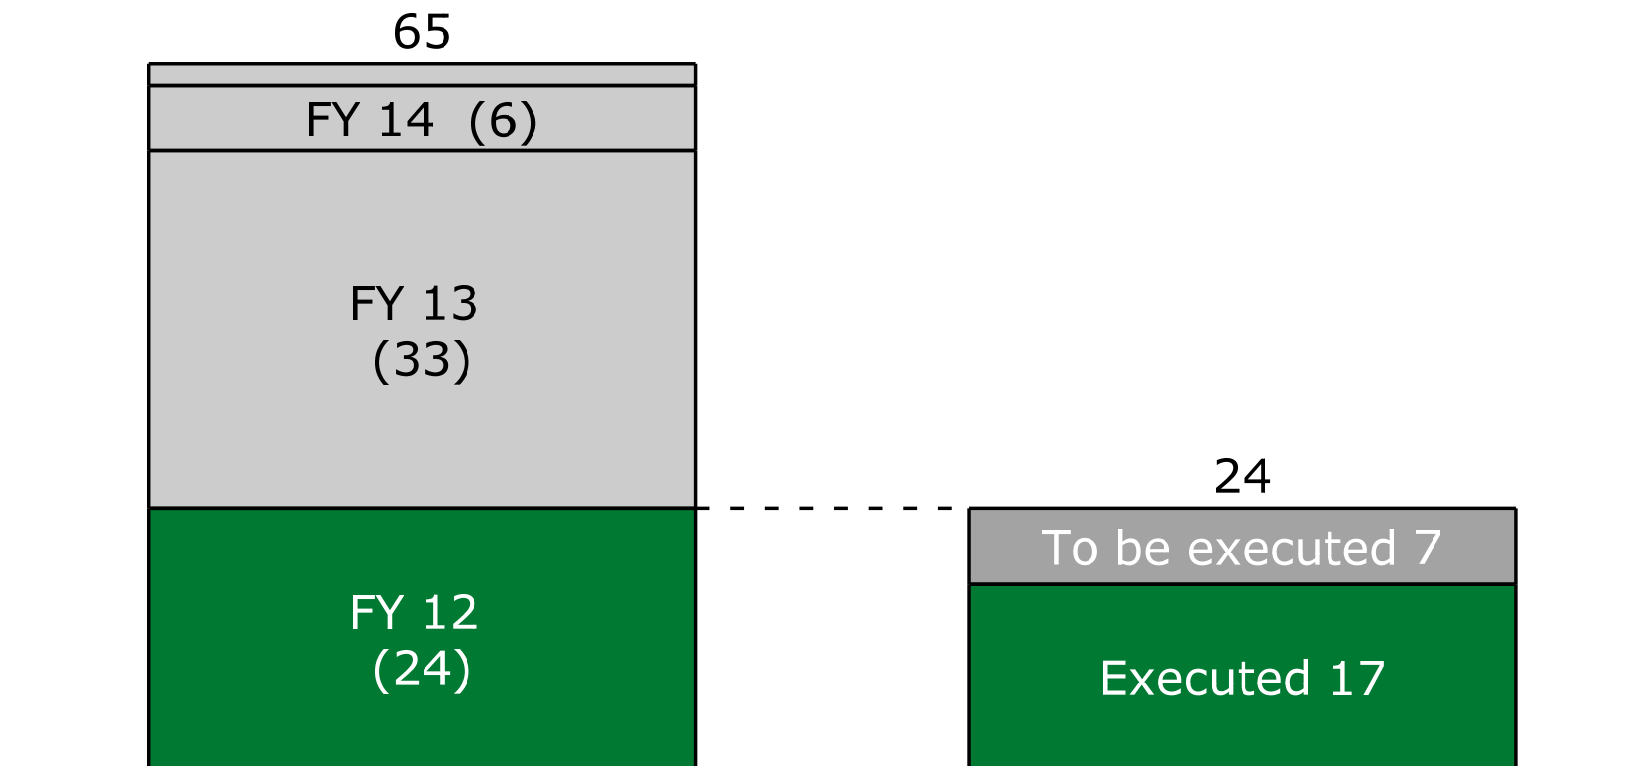 65
FY 14  (6)
FY 13
(33)
FY 12
(24)
24
To be executed 7
Executed 17